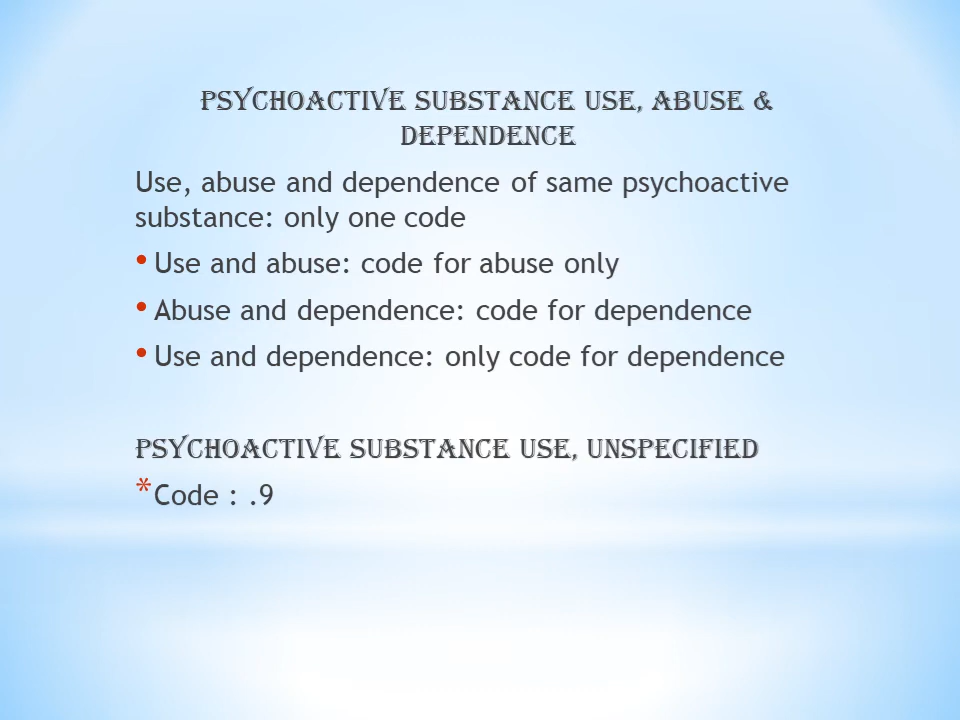 PSYCHOACTIVE SUBSTANCE USE, ABUSE &
DEPENDENCE
Use, abuse and dependence of same psychoactive
substance: only one code
• Use and abuse: code for abuse only
• Abuse and dependence: code for dependence
• Use and dependence: only code for dependence
PSYCHOACTIVE SUBSTANCE USE, UNSPECIFIED
* Code : .9